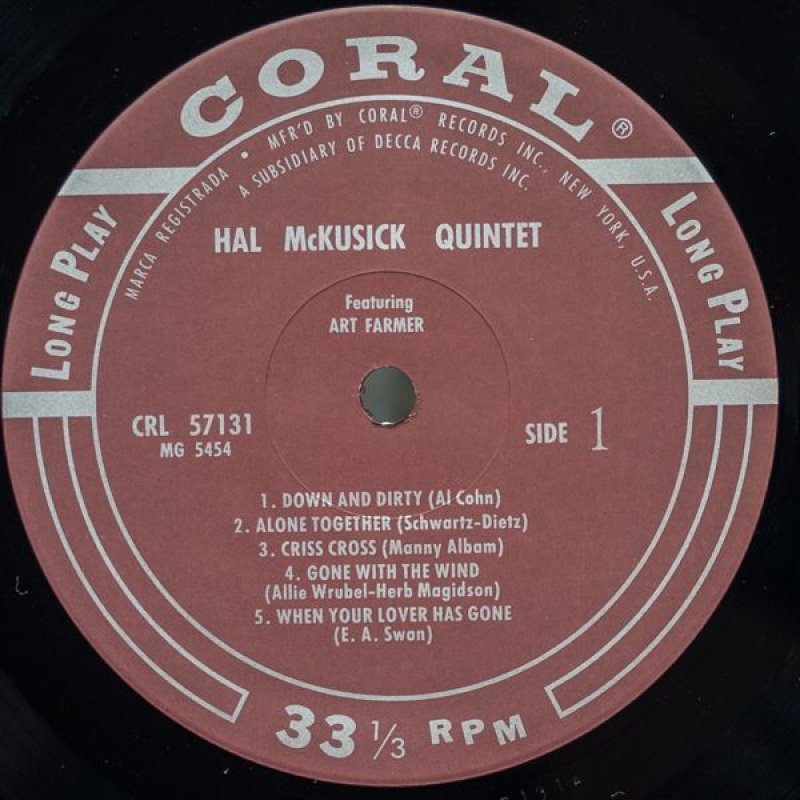 CORAL®
MARCA REGISTRADA • MFR'D BY CORAL® RECORDS INC., NEW YORK, U.S.A.
A SUBSIDIARY OF DECCA RECORDS INC.
LONG PLAY
LONG PLAY
HAL McKUSICK QUINTET
Featuring
ART FARMER
CRL 57131
MG 5454
SIDE 1
1. DOWN AND DIRTY (Al Cohn)
2. ALONE TOGETHER (Schwartz-Dietz)
3. CRISS CROSS (Manny Albam)
4. GONE WITH THE WIND
(Allie Wrubel-Herb Magidson)
5. WHEN YOUR LOVER HAS GONE
(E. A. Swan)
33 1/3 RPM